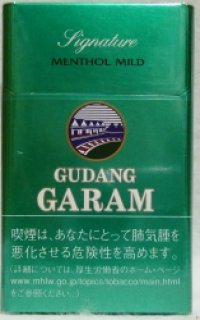 Signature
MENTHOL MILD
GUDANG
GARAM
喫煙は、あなたにとって肺気腫を
悪化させる危険性を高めます。
(詳細については、厚生労働省のホーム・ページ
www.mhlw.go.jp/topics/tobacco/main.html
をご参照ください。)